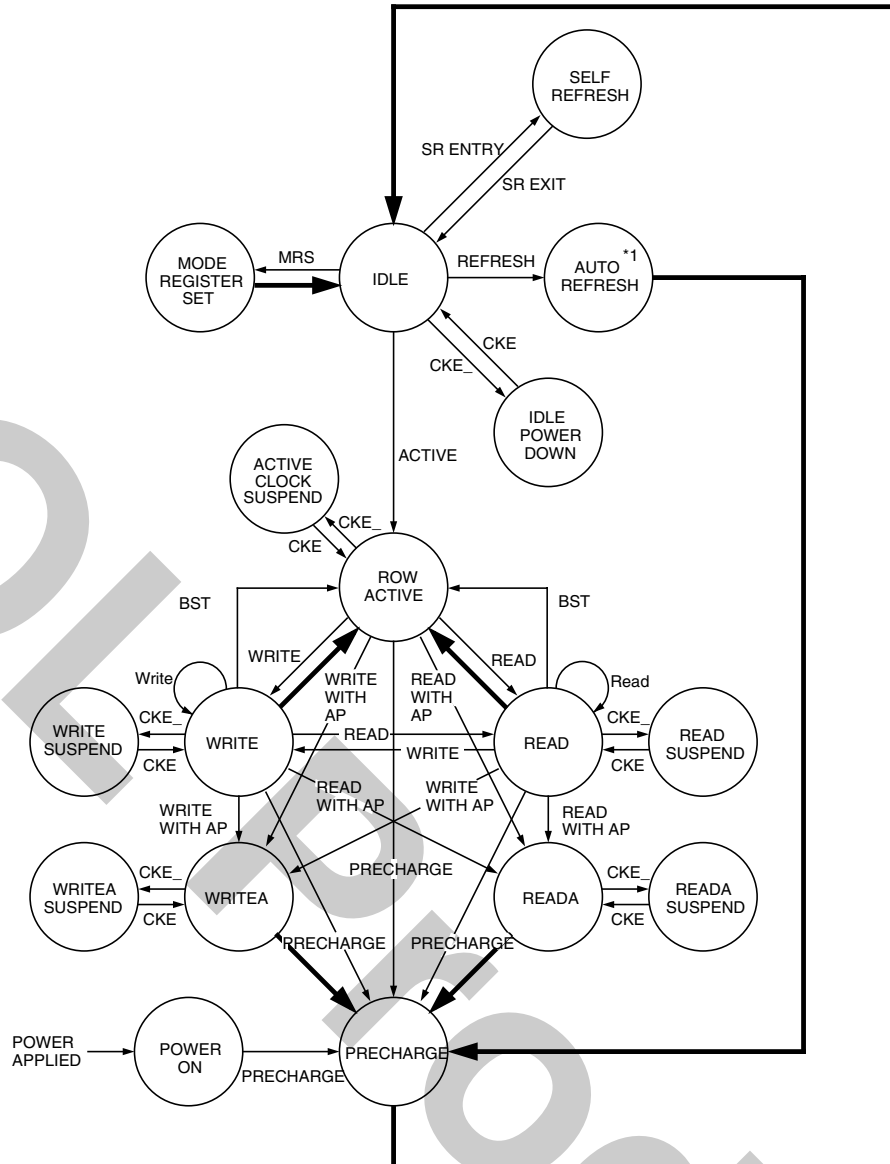 SELF
REFRESH
SR ENTRY
SR EXIT
MODE
REGISTER
SET
MRS
IDLE
REFRESH
AUTO *1
REFRESH
CKE
CKE_
IDLE
POWER
DOWN
ACTIVE
CLOCK
SUSPEND
ACTIVE
CKE_
CKE
ROW
ACTIVE
BST
BST
WRITE
READ
WRITE
WITH
AP
READ
WITH
AP
Write
Read
WRITE
SUSPEND
CKE_
CKE
WRITE
READ
WRITE
READ
CKE_
CKE
READ
SUSPEND
WRITE
WITH AP
READ
WITH AP
WRITE
WITH AP
READ
WITH AP
WRITEA
SUSPEND
CKE_
CKE
WRITEA
PRECHARGE
READA
CKE_
CKE
READA
SUSPEND
PRECHARGE
PRECHARGE
POWER
APPLIED
POWER
ON
PRECHARGE
PRECHARGE